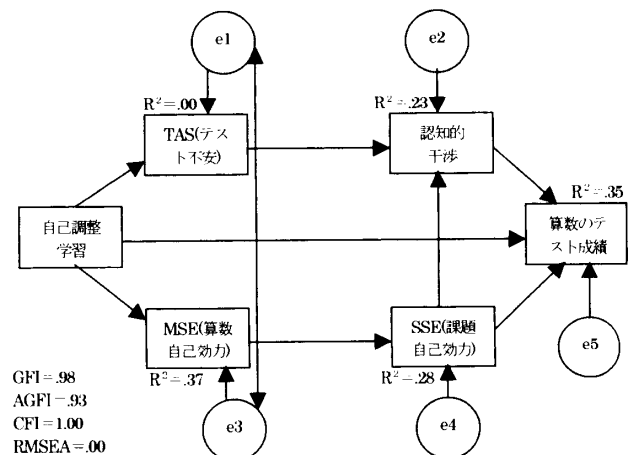 e1
e2
R²=.00
R²=.23
TAS(テス
ト不安)
認知的
干渉
R²=.35
自己調整
学習
算数のテ
スト成績
MSE(算数
自己効力)
SSE(課題
自己効力)
R²=.37
R²=.28
e5
e3
e4
GFI=.98
AGFI=.93
CFI=1.00
RMSEA=.00